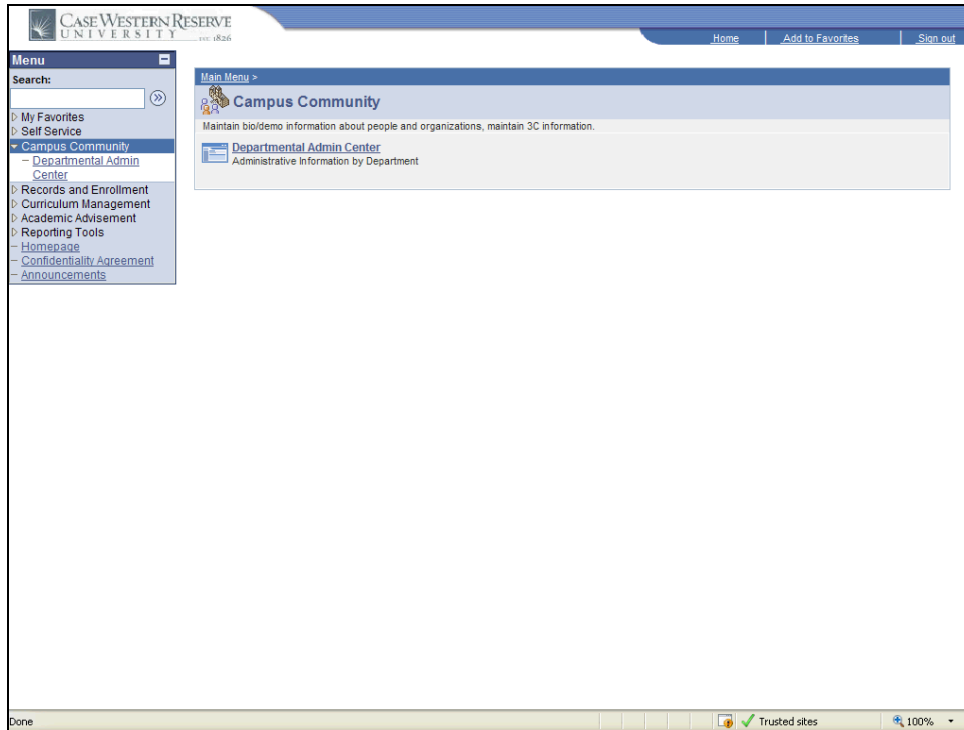 CASE WESTERN RESERVE
UNIVERSITY EST. 1826
Home Add to Favorites Sign out
Menu
Search:
My Favorites
Self Service
Campus Community
Departmental Admin
Center
Records and Enrollment
Curriculum Management
Academic Advisement
Reporting Tools
Homepage
Confidentiality Agreement
Announcements
Main Menu >
Campus Community
Maintain bio/demo information about people and organizations, maintain 3C information.
Departmental Admin Center
Administrative Information by Department
Done Trusted sites 100%